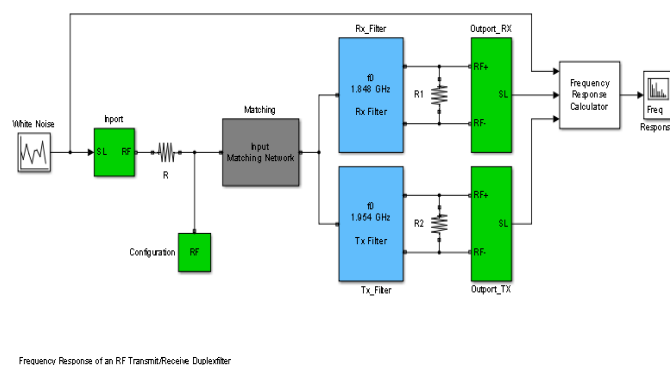 Rx_Filter
Outport_RX
f0
1.848 GHz
Rx Filter
RF+
R1
SL
RF-
Frequency
Response
Calculator
Freq
Response
White Noise
Inport
SL RF
R
Matching
Input
Matching Network
Configuration
RF
f0
1.954 GHz
Tx Filter
RF+
R2
SL
RF-
Tx_Filter
Outport_TX
Frequency Response of an RF Transmit/Receive Duplexfilter